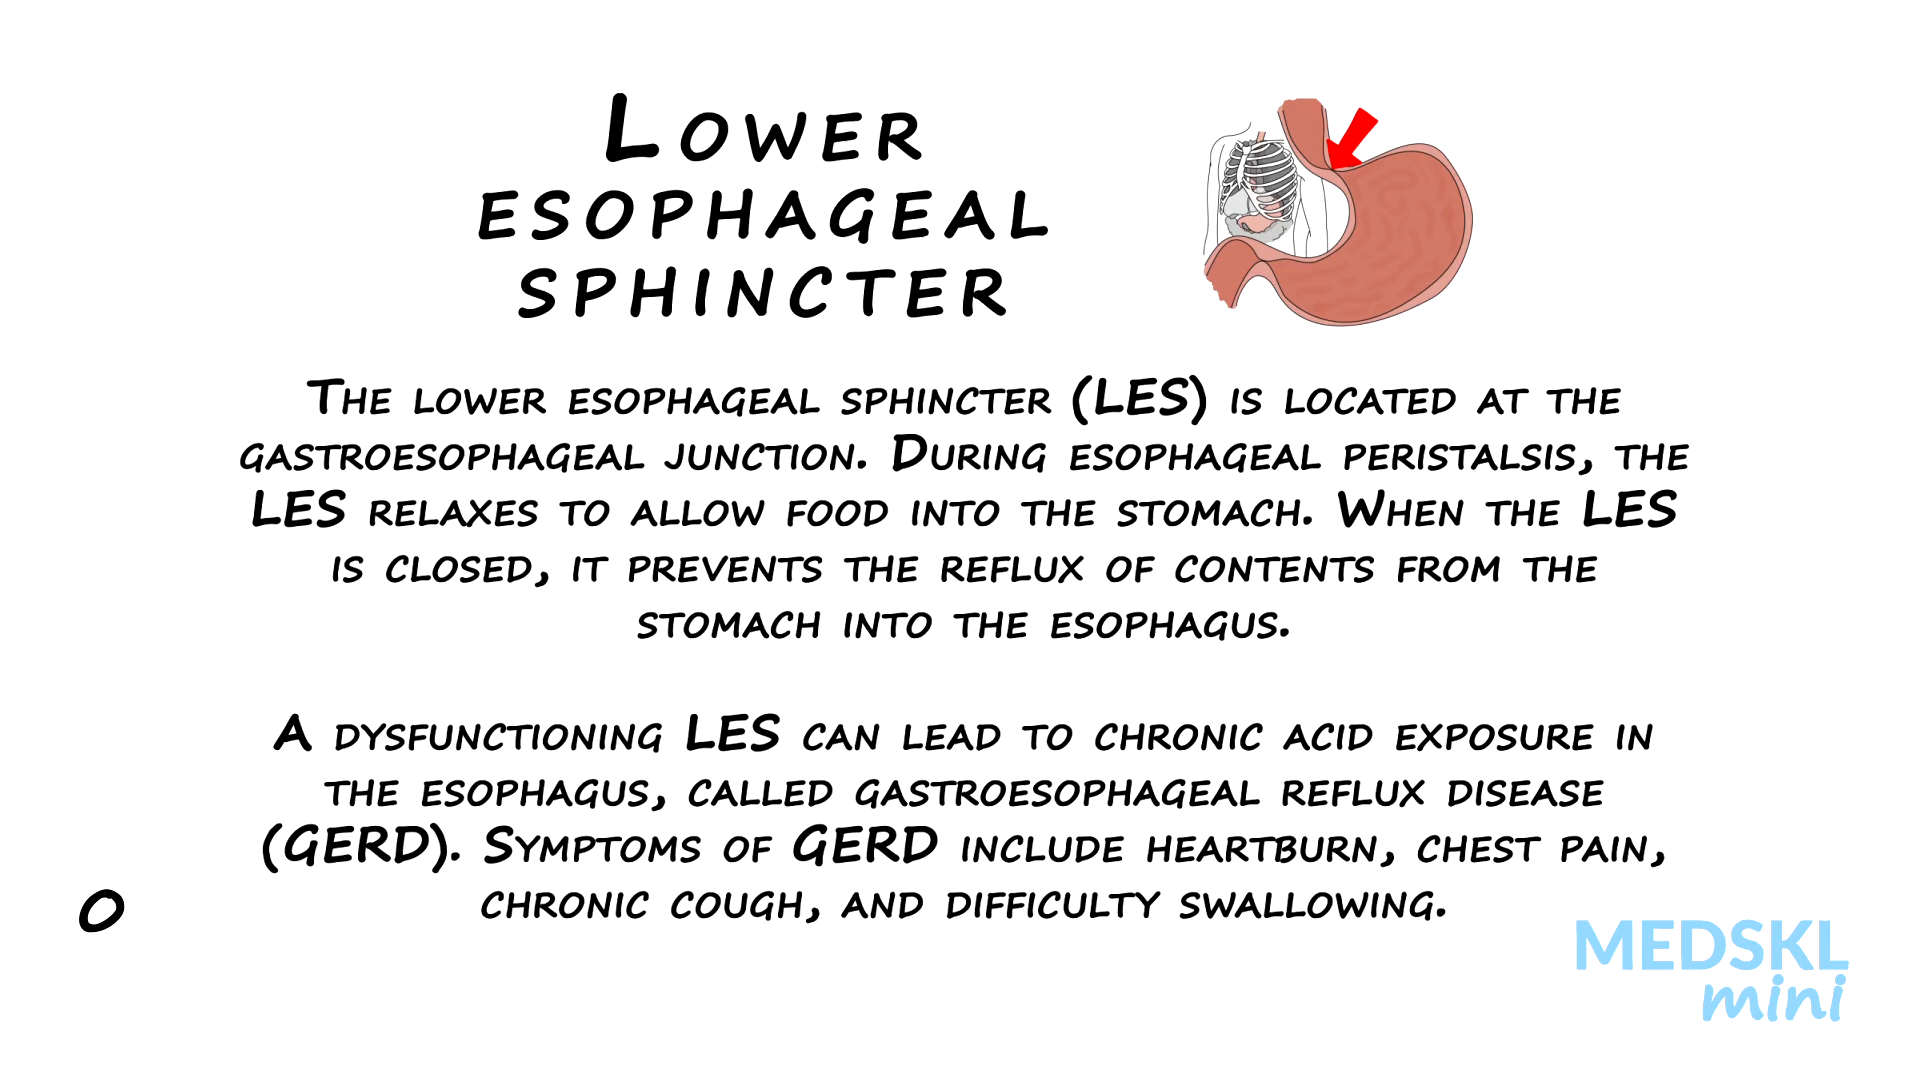 Lower
esophageal
sphincter
The lower esophageal sphincter (LES) is located at the
gastroesophageal junction. During esophageal peristalsis, the
LES relaxes to allow food into the stomach. When the LES
is closed, it prevents the reflux of contents from the
stomach into the esophagus.
A dysfunctioning LES can lead to chronic acid exposure in
the esophagus, called gastroesophageal reflux disease
(GERD). Symptoms of GERD include heartburn, chest pain,
chronic cough, and difficulty swallowing.
o
MEDSKL
mini